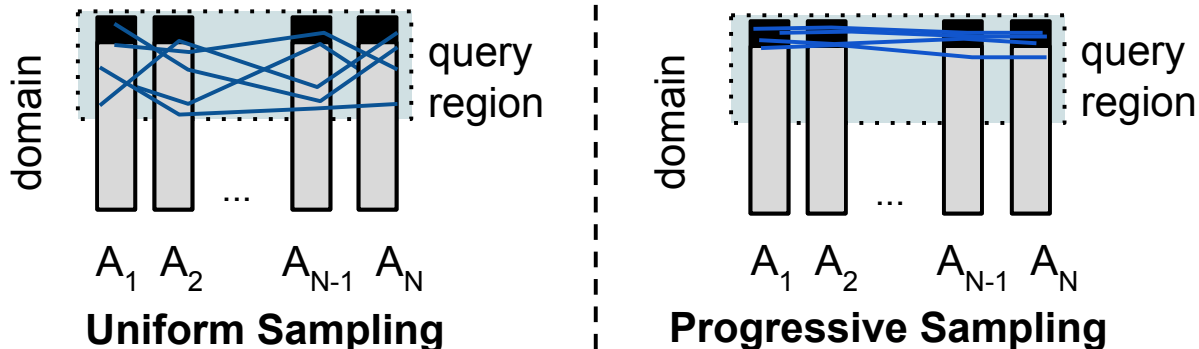 domain
query
region
...
A1 A2 AN-1 AN
Uniform Sampling
domain
query
region
...
A1 A2 AN-1 AN
Progressive Sampling